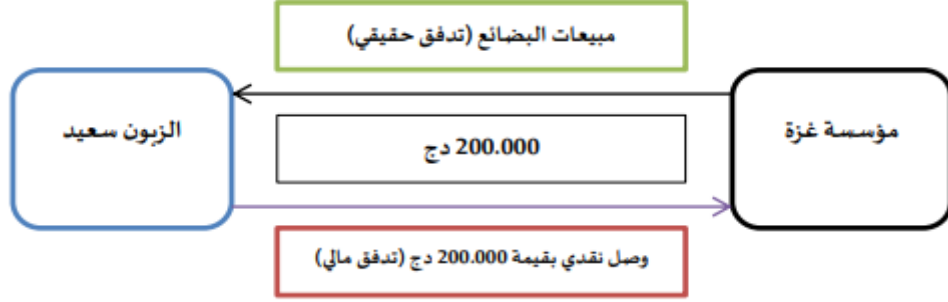 مبيعات البضائع (تدفق حقيقي)
مؤسسة غزة
الزبون سعيد
200.000 دج
وصل نقدي بقيمة 200.000 دج (تدفق مالي)